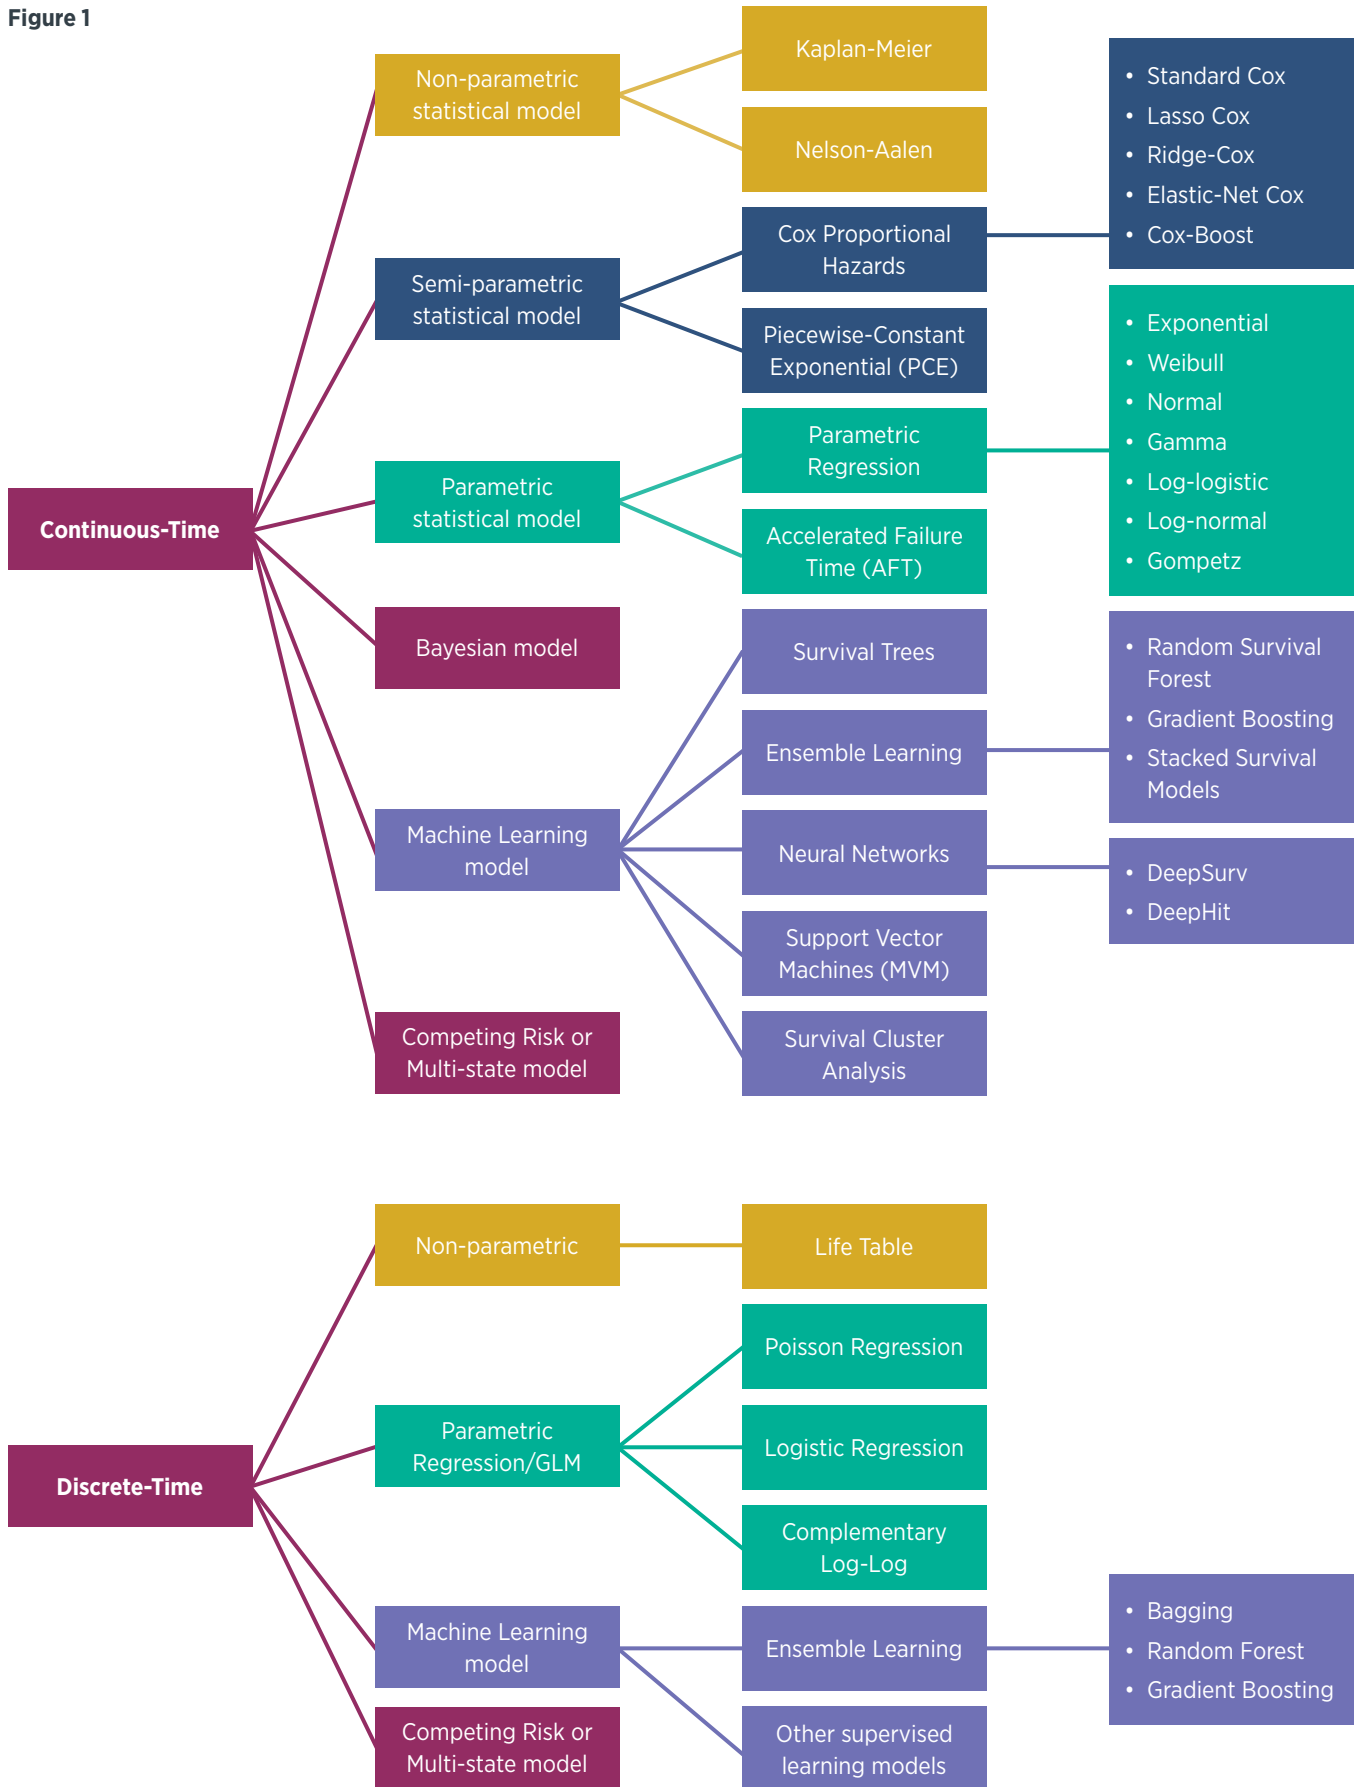 Figure 1
Continuous-Time
Non-parametric
statistical model
Kaplan-Meier
Nelson-Aalen
Semi-parametric
statistical model
Cox Proportional
Hazards
• Standard Cox
• Lasso Cox
• Ridge-Cox
• Elastic-Net Cox
• Cox-Boost
Piecewise-Constant
Exponential (PCE)
Parametric
statistical model
Parametric
Regression
• Exponential
• Weibull
• Normal
• Gamma
• Log-logistic
• Log-normal
• Gompetz
Accelerated Failure
Time (AFT)
Bayesian model
Machine Learning
model
Survival Trees
Ensemble Learning
• Random Survival
Forest
• Gradient Boosting
• Stacked Survival
Models
Neural Networks
• DeepSurv
• DeepHit
Support Vector
Machines (MVM)
Survival Cluster
Analysis
Competing Risk or
Multi-state model
Discrete-Time
Non-parametric
Life Table
Parametric
Regression/GLM
Poisson Regression
Logistic Regression
Complementary
Log-Log
Machine Learning
model
Ensemble Learning
• Bagging
• Random Forest
• Gradient Boosting
Other supervised
learning models
Competing Risk or
Multi-state model